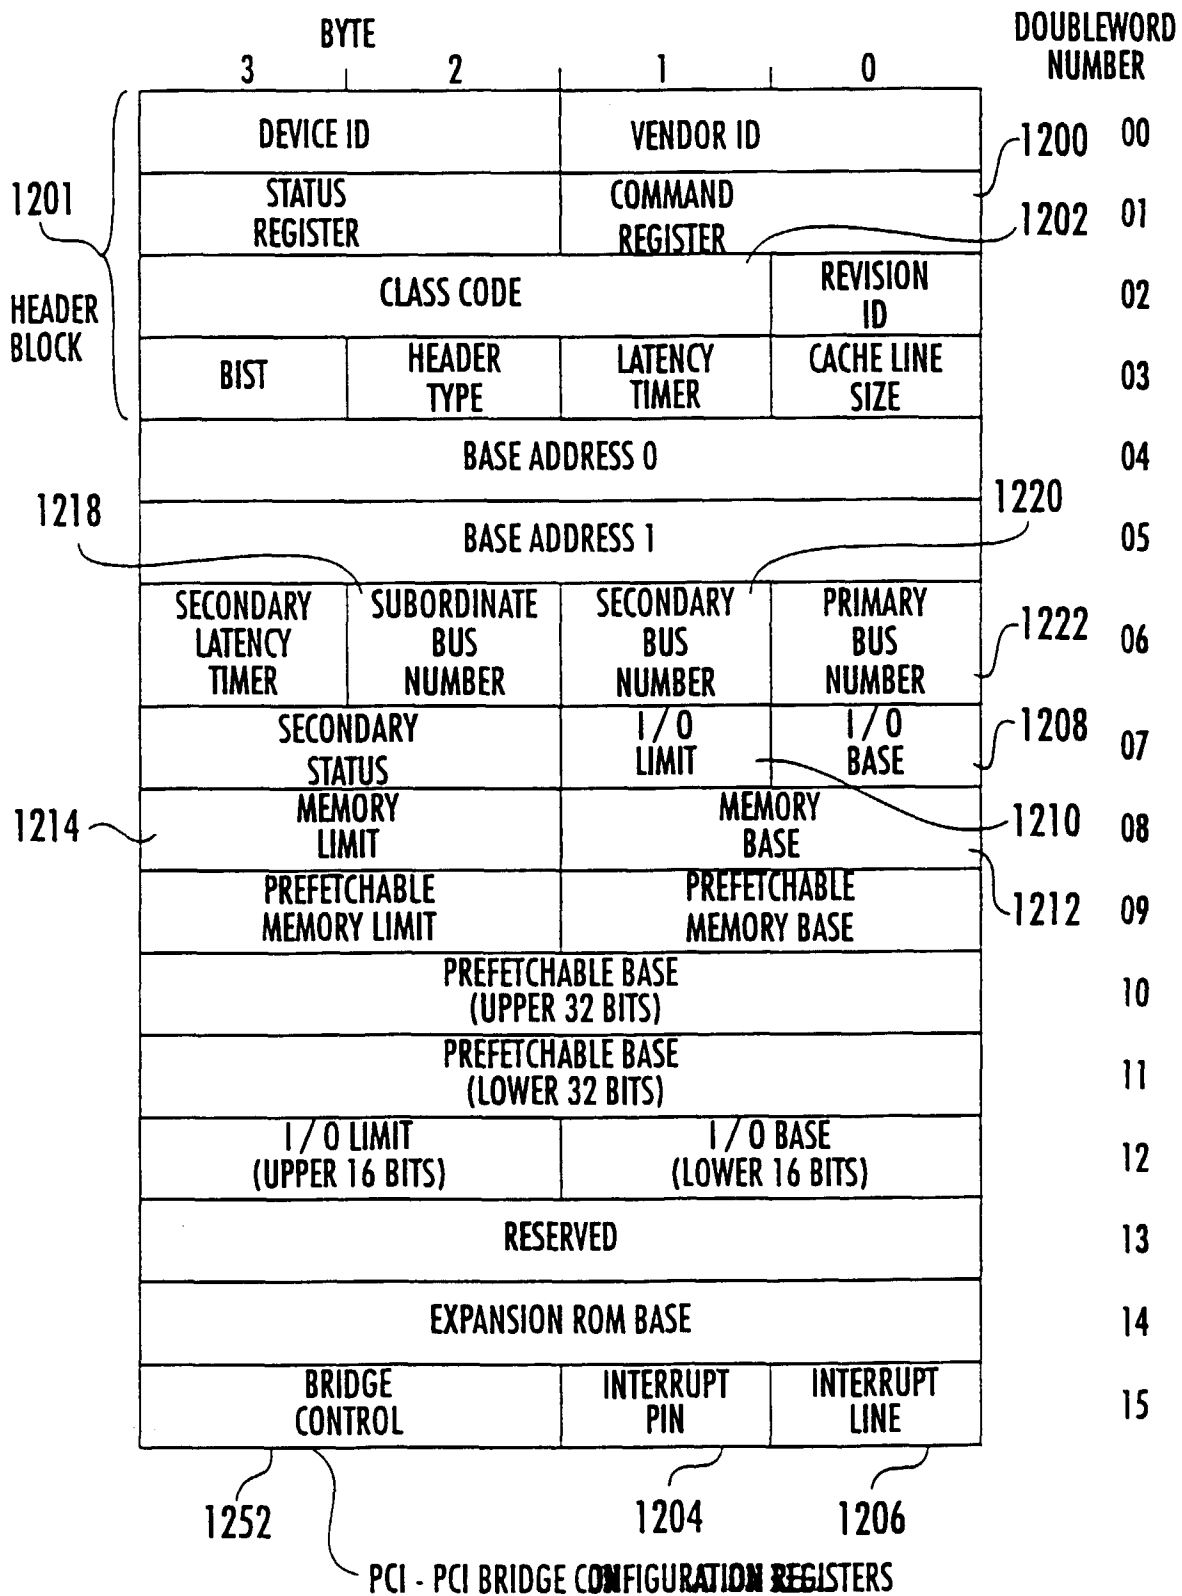 BYTE
DOUBLEWORD
NUMBER
3 2 1 0
DEVICE ID
VENDOR ID
00
1200
1201
STATUS
REGISTER
COMMAND
REGISTER
01
1202
HEADER
BLOCK
CLASS CODE
REVISION
ID
02
BIST
HEADER
TYPE
LATENCY
TIMER
CACHE LINE
SIZE
03
BASE ADDRESS 0
04
1218
1220
BASE ADDRESS 1
05
SECONDARY
LATENCY
TIMER
SUBORDINATE
BUS
NUMBER
SECONDARY
BUS
NUMBER
PRIMARY
BUS
NUMBER
1222
06
SECONDARY
STATUS
I/O
LIMIT
I/O
BASE
1208
07
1214
MEMORY
LIMIT
MEMORY
BASE
1210
08
PREFETCHABLE
MEMORY LIMIT
PREFETCHABLE
MEMORY BASE
1212
09
PREFETCHABLE BASE
(UPPER 32 BITS)
10
PREFETCHABLE BASE
(LOWER 32 BITS)
11
I/O LIMIT
(UPPER 16 BITS)
I/O BASE
(LOWER 16 BITS)
12
RESERVED
13
EXPANSION ROM BASE
14
BRIDGE
CONTROL
INTERRUPT
PIN
INTERRUPT
LINE
15
1252
1204
1206
PCI - PCI BRIDGE CONFIGURATION REGISTERS